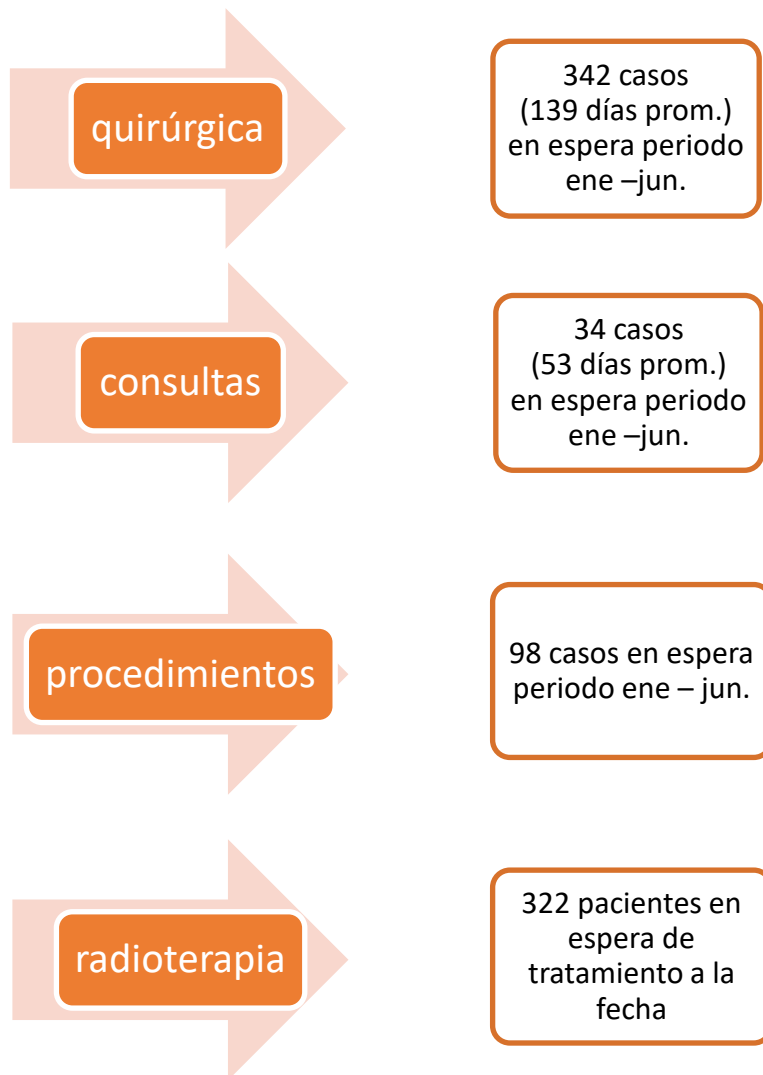 quirúrgica
342 casos
(139 días prom.)
en espera periodo
ene –jun.
consultas
34 casos
(53 días prom.)
en espera periodo
ene –jun.
procedimientos
98 casos en espera
periodo ene – jun.
radioterapia
322 pacientes en
espera de
tratamiento a la
fecha